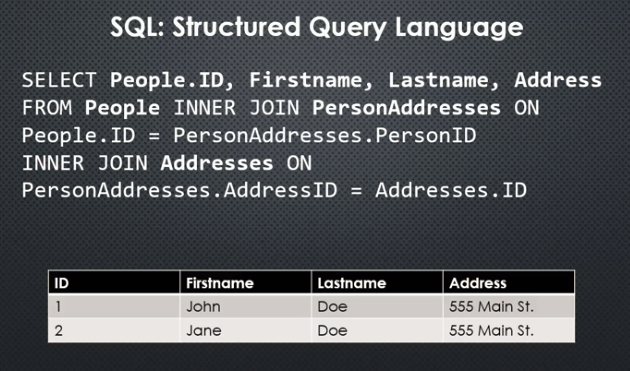 SQL: Structured Query Language
SELECT People.ID, Firstname, Lastname, Address
FROM People INNER JOIN PersonAddresses ON
People.ID = PersonAddresses.PersonID
INNER JOIN Addresses ON
PersonAddresses.AddressID = Addresses.ID
ID Firstname Lastname Address
1 John Doe 555 Main St.
2 Jane Doe 555 Main St.